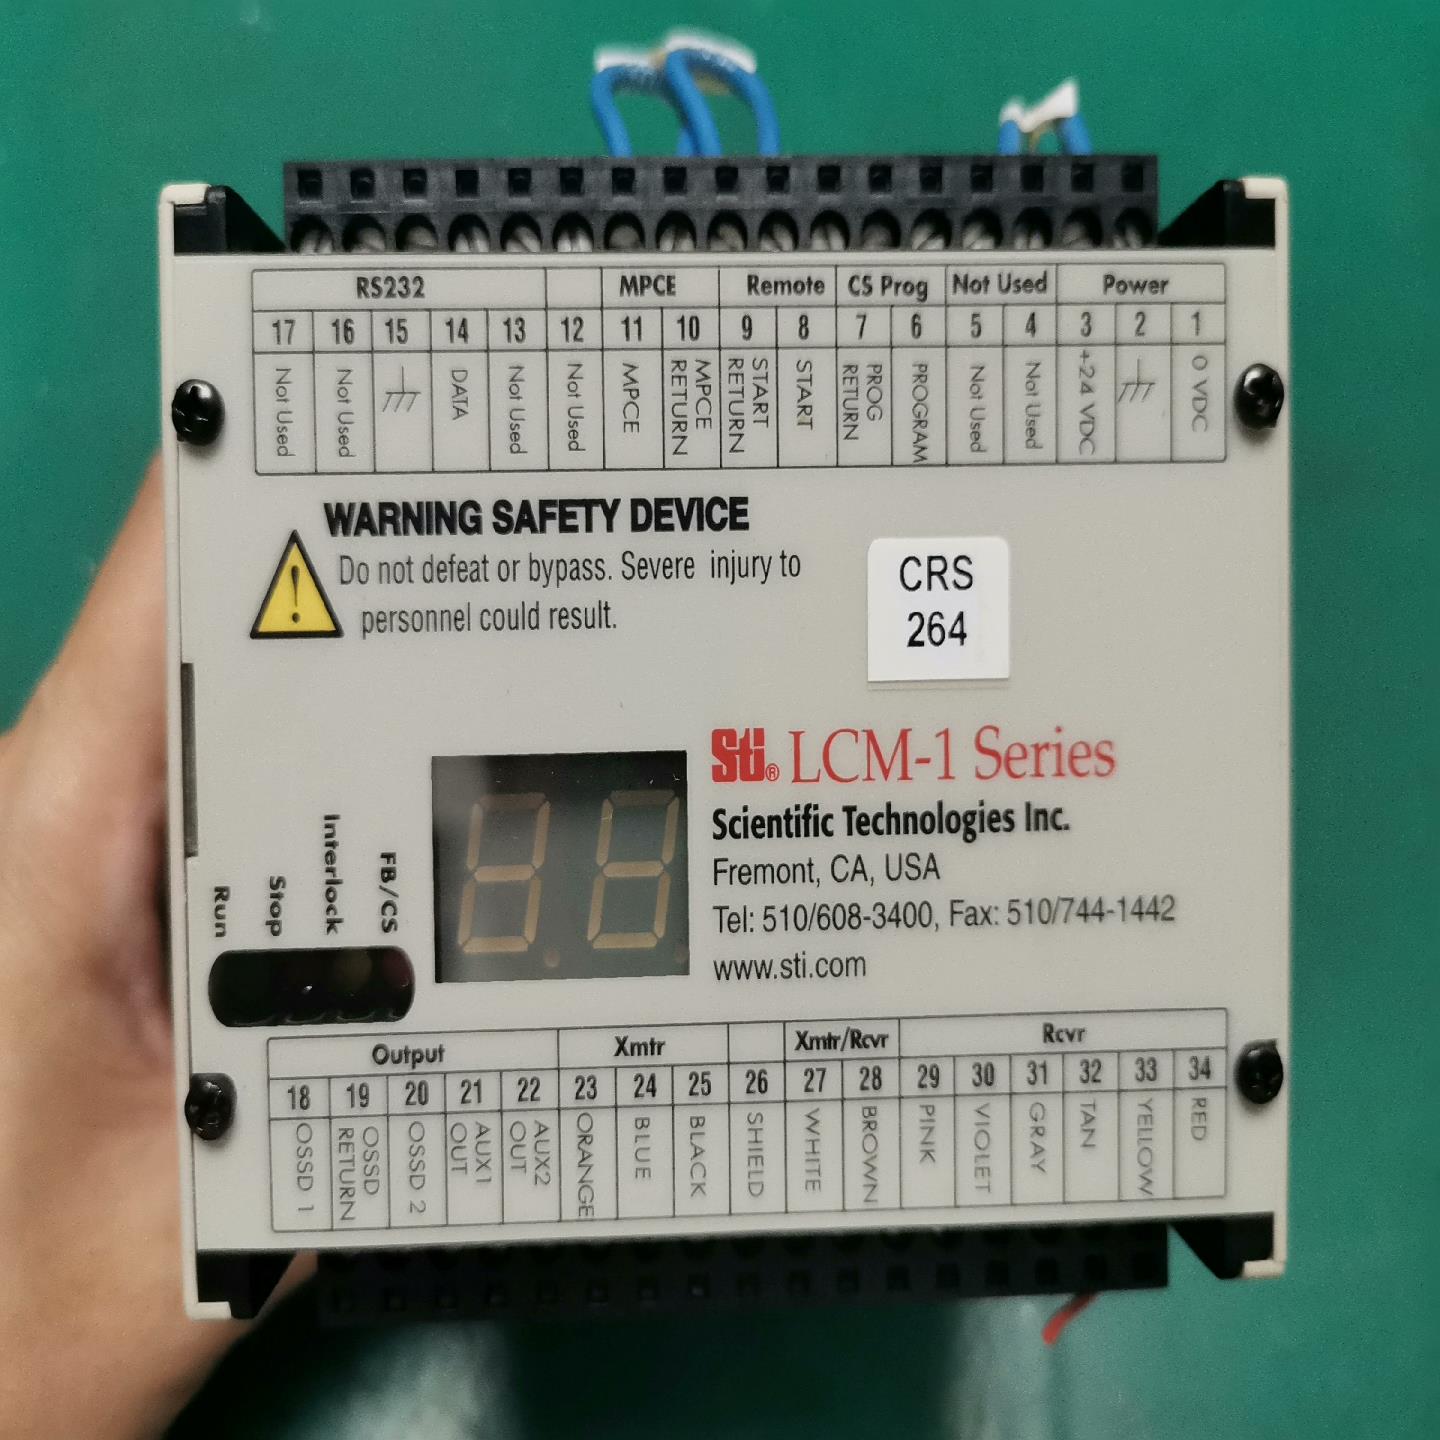 RS232 MPCE Remote CS Prog Not Used Power
17 16 15 14 13 12 11 10 9 8 7 6 5 4 3 2 1
Not Used
Not Used
DATA
Not Used
Not Used
MPCE
MPCE
RETURN
START
RETURN
START
PROG
RETURN
PROGRAM
Not Used
Not Used
+24 VDC
0 VDC
WARNING SAFETY DEVICE
!
Do not defeat or bypass. Severe injury to
personnel could result.
CRS
264
Sti® LCM-1 Series
Scientific Technologies Inc.
Fremont, CA, USA
Tel: 510/608-3400, Fax: 510/744-1442
www.sti.com
Run
Stop
Interlock
FB/CS
Output Xmtr Xmtr/Rcvr Rcvr
18 19 20 21 22 23 24 25 26 27 28 29 30 31 32 33 34
OSSD 1
OSSD
RETURN
OSSD 2
AUX1
OUT
AUX2
OUT
ORANGE
BLUE
BLACK
SHIELD
WHITE
BROWN
PINK
VIOLET
GRAY
TAN
YELLOW
RED